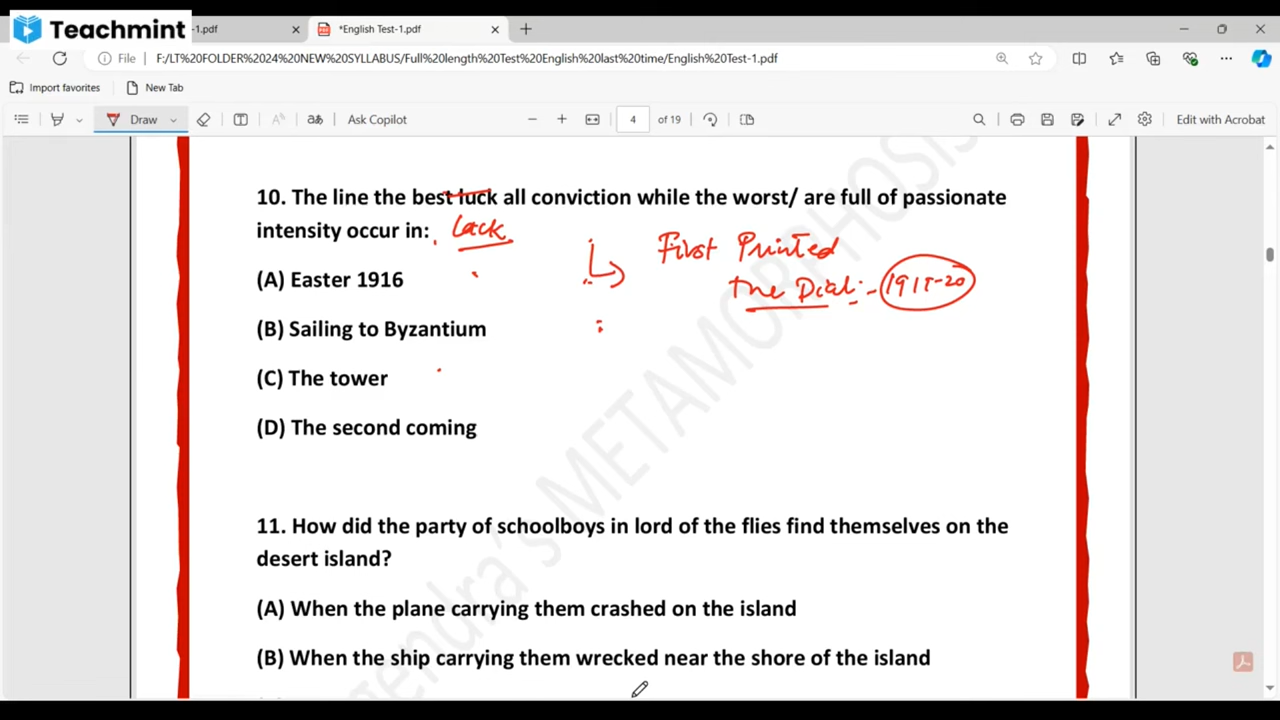 Teachmint
-1.pdf
*English Test-1.pdf
File
F:/LT%20FOLDER%202024%20NEW%20SYLLABUS/Full%20length%20Test%20English%20last%20time/English%20Test-1.pdf
Import favorites
New Tab
Draw
Ask Copilot
4
of 19
Edit with Acrobat
10. The line the best luck all conviction while the worst/ are full of passionate
intensity occur in:
Lack
First Printed
the Dial:-
(A) Easter 1916
(B) Sailing to Byzantium
(C) The tower
(D) The second coming
11. How did the party of schoolboys in lord of the flies find themselves on the
desert island?
(A) When the plane carrying them crashed on the island
(B) When the ship carrying them wrecked near the shore of the island
gendra's METAMORPHOSIS